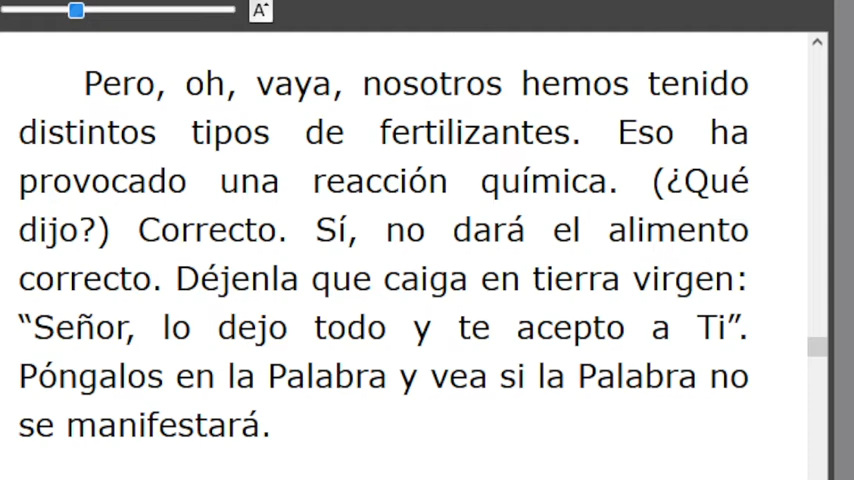 A
Pero, oh, vaya, nosotros hemos tenido
distintos tipos de fertilizantes. Eso ha
provocado una reacción química. (¿Qué
dijo?) Correcto. Sí, no dará el alimento
correcto. Déjenla que caiga en tierra virgen:
“Señor, lo dejo todo y te acepto a Ti”.
Póngalos en la Palabra y vea si la Palabra no
se manifestará.